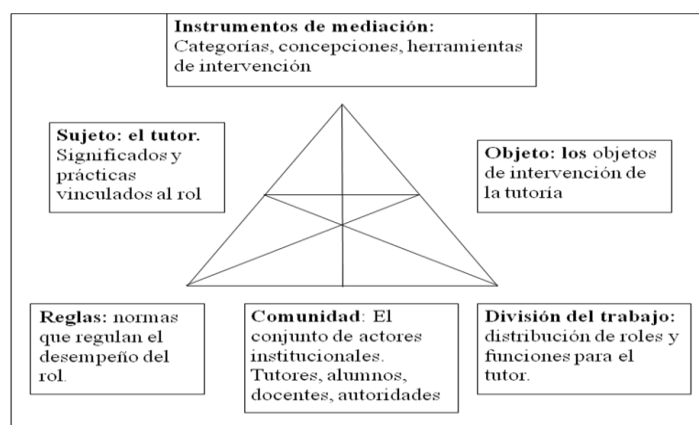 Instrumentos de mediación:
Categorías, concepciones, herramientas
de intervención
Sujeto: el tutor.
Significados y
prácticas
vinculados al rol
Objeto: los objetos
de intervención de
la tutoría
Reglas: normas
que regulan el
desempeño del
rol.
Comunidad: El
conjunto de actores
institucionales.
Tutores, alumnos,
docentes, autoridades
División del trabajo:
distribución de roles y
funciones para el
tutor.